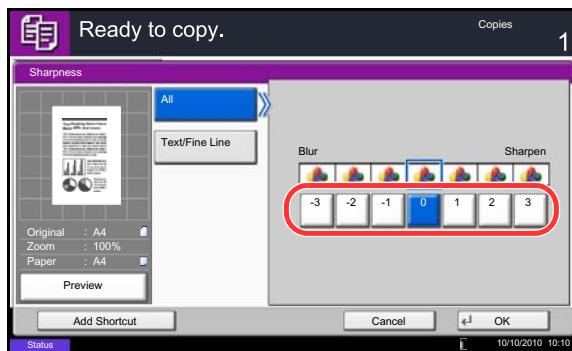 Ready to copy.
Copies
1
Sharpness
All
Text/Fine Line
Blur
Sharpen
-3 -2 -1 0 1 2 3
Original : A4
Zoom : 100%
Paper : A4
Preview
Add Shortcut
Cancel
OK
Status
10/10/2010 10:10